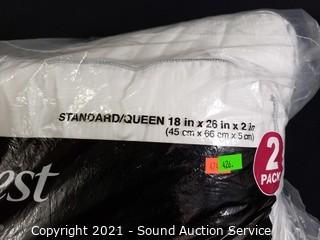 STANDARD/QUEEN 18 in x 26 in x 2 in
(45 cm x 66 cm x 5 cm)
est
426.
2
PACK
Copyright 2021 - Sound Auction Service